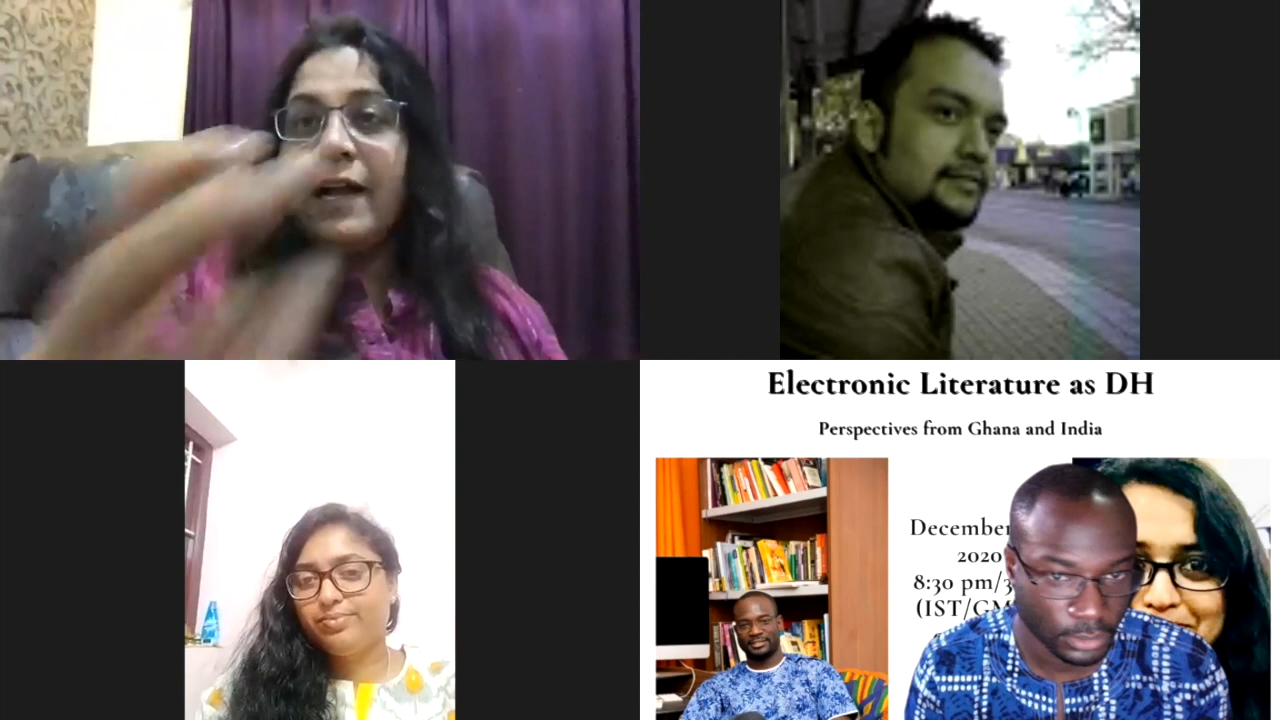 Electronic Literature as DH
Perspectives from Ghana and India
December
2020
8:30 pm/3
(IST/GM